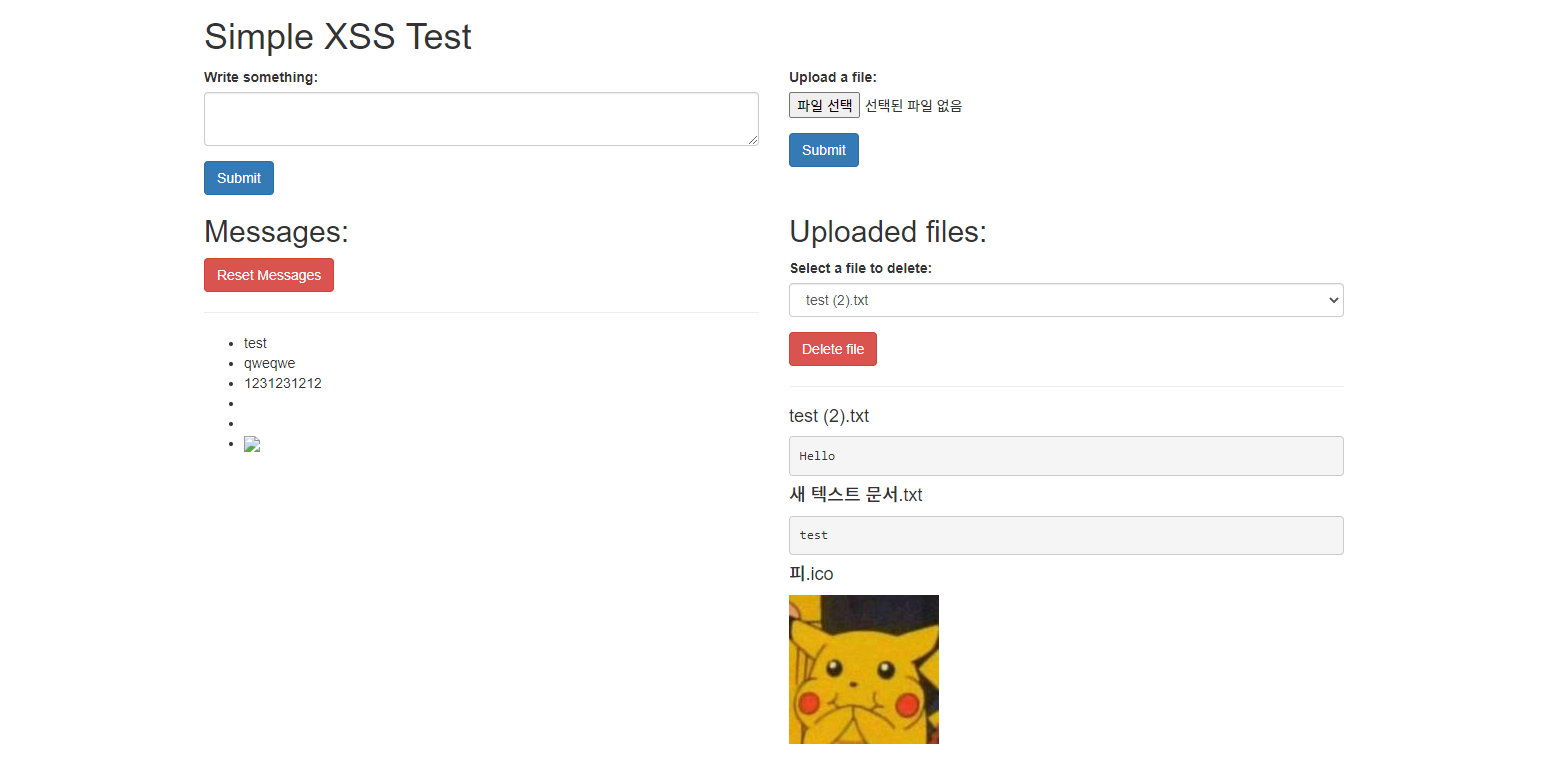 Simple XSS Test
Write something:
Submit
Messages:
Reset Messages
test
qweqwe
1231231212
Upload a file:
파일 선택 선택된 파일 없음
Submit
Uploaded files:
Select a file to delete:
test (2).txt
Delete file
test (2).txt
Hello
새 텍스트 문서.txt
test
피.ico